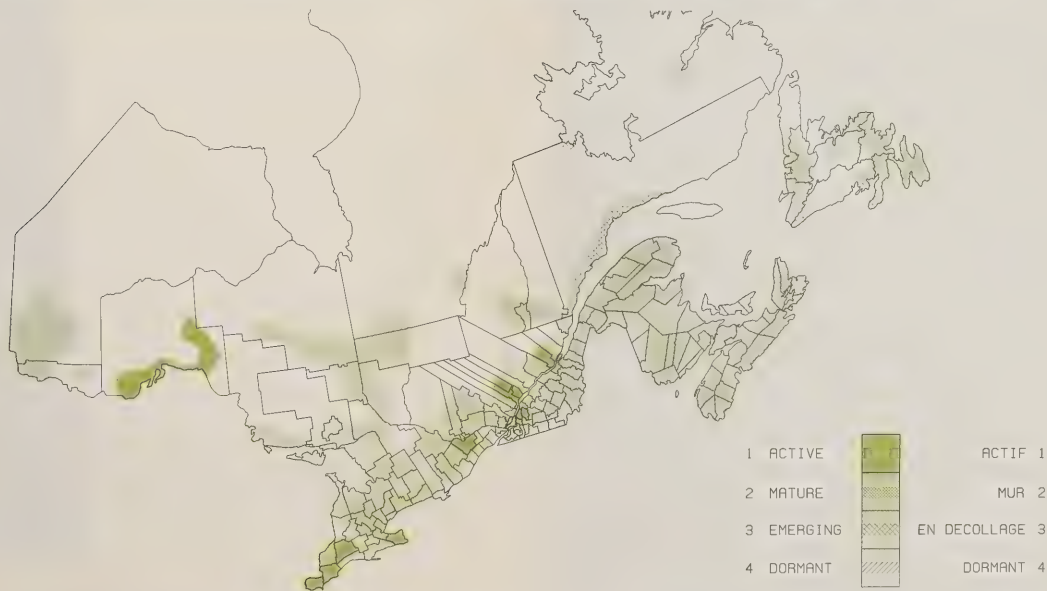 1 ACTIVE ACTIF 1
2 MATURE MUR 2
3 EMERGING EN DECOLLAGE 3
4 DORMANT DORMANT 4